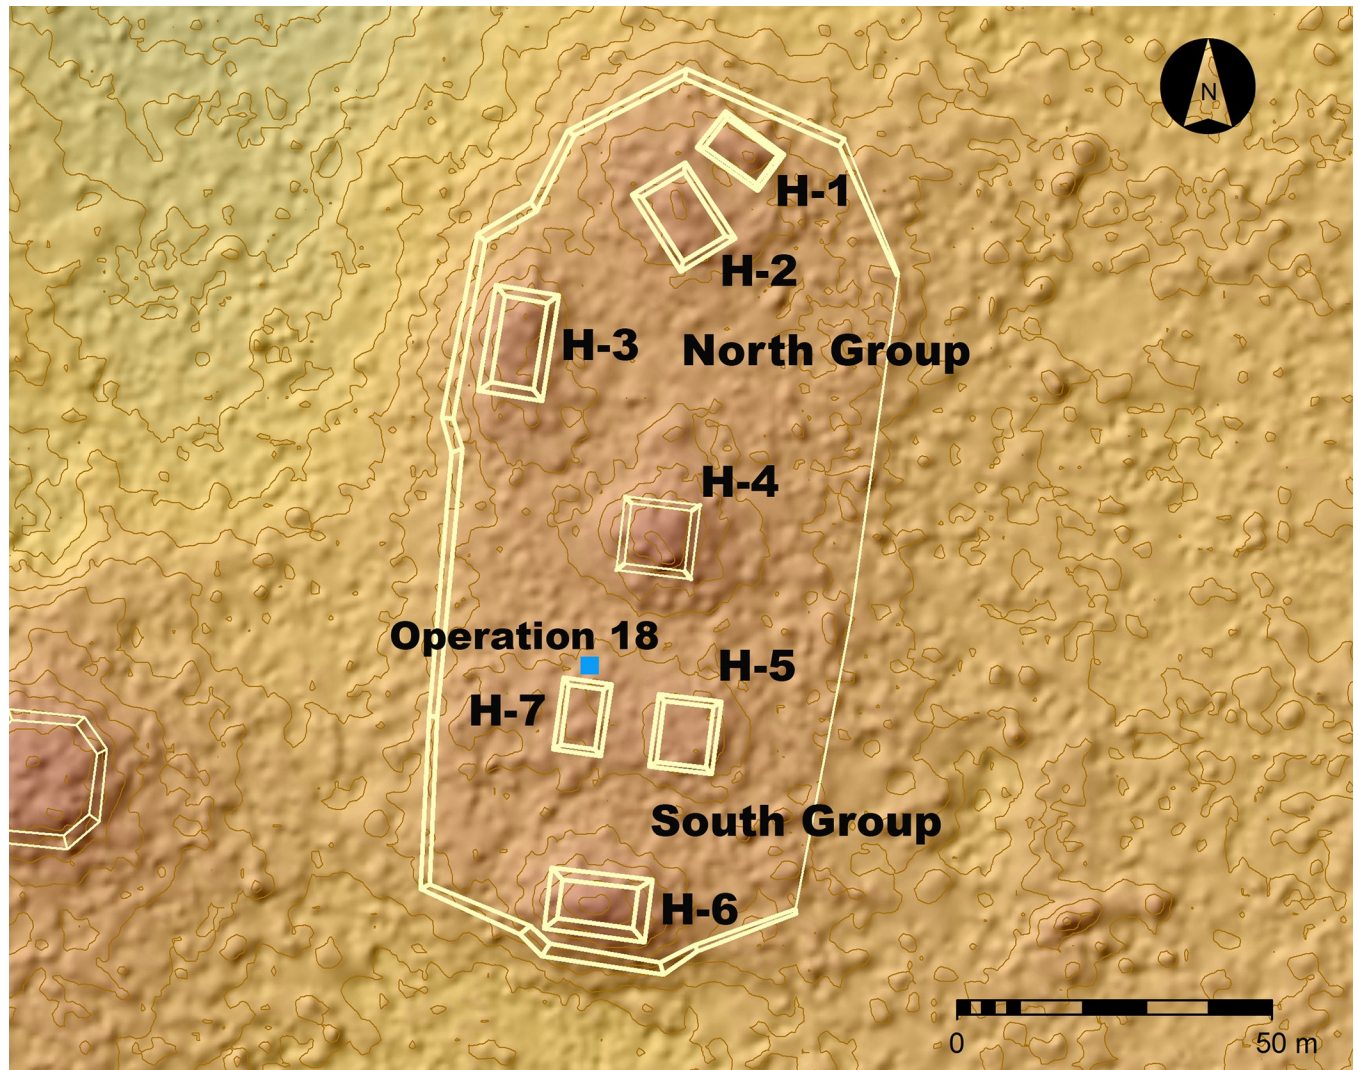 N
H-1
H-2
H-3
North Group
H-4
Operation 18
H-5
H-7
South Group
H-6
0 50 m